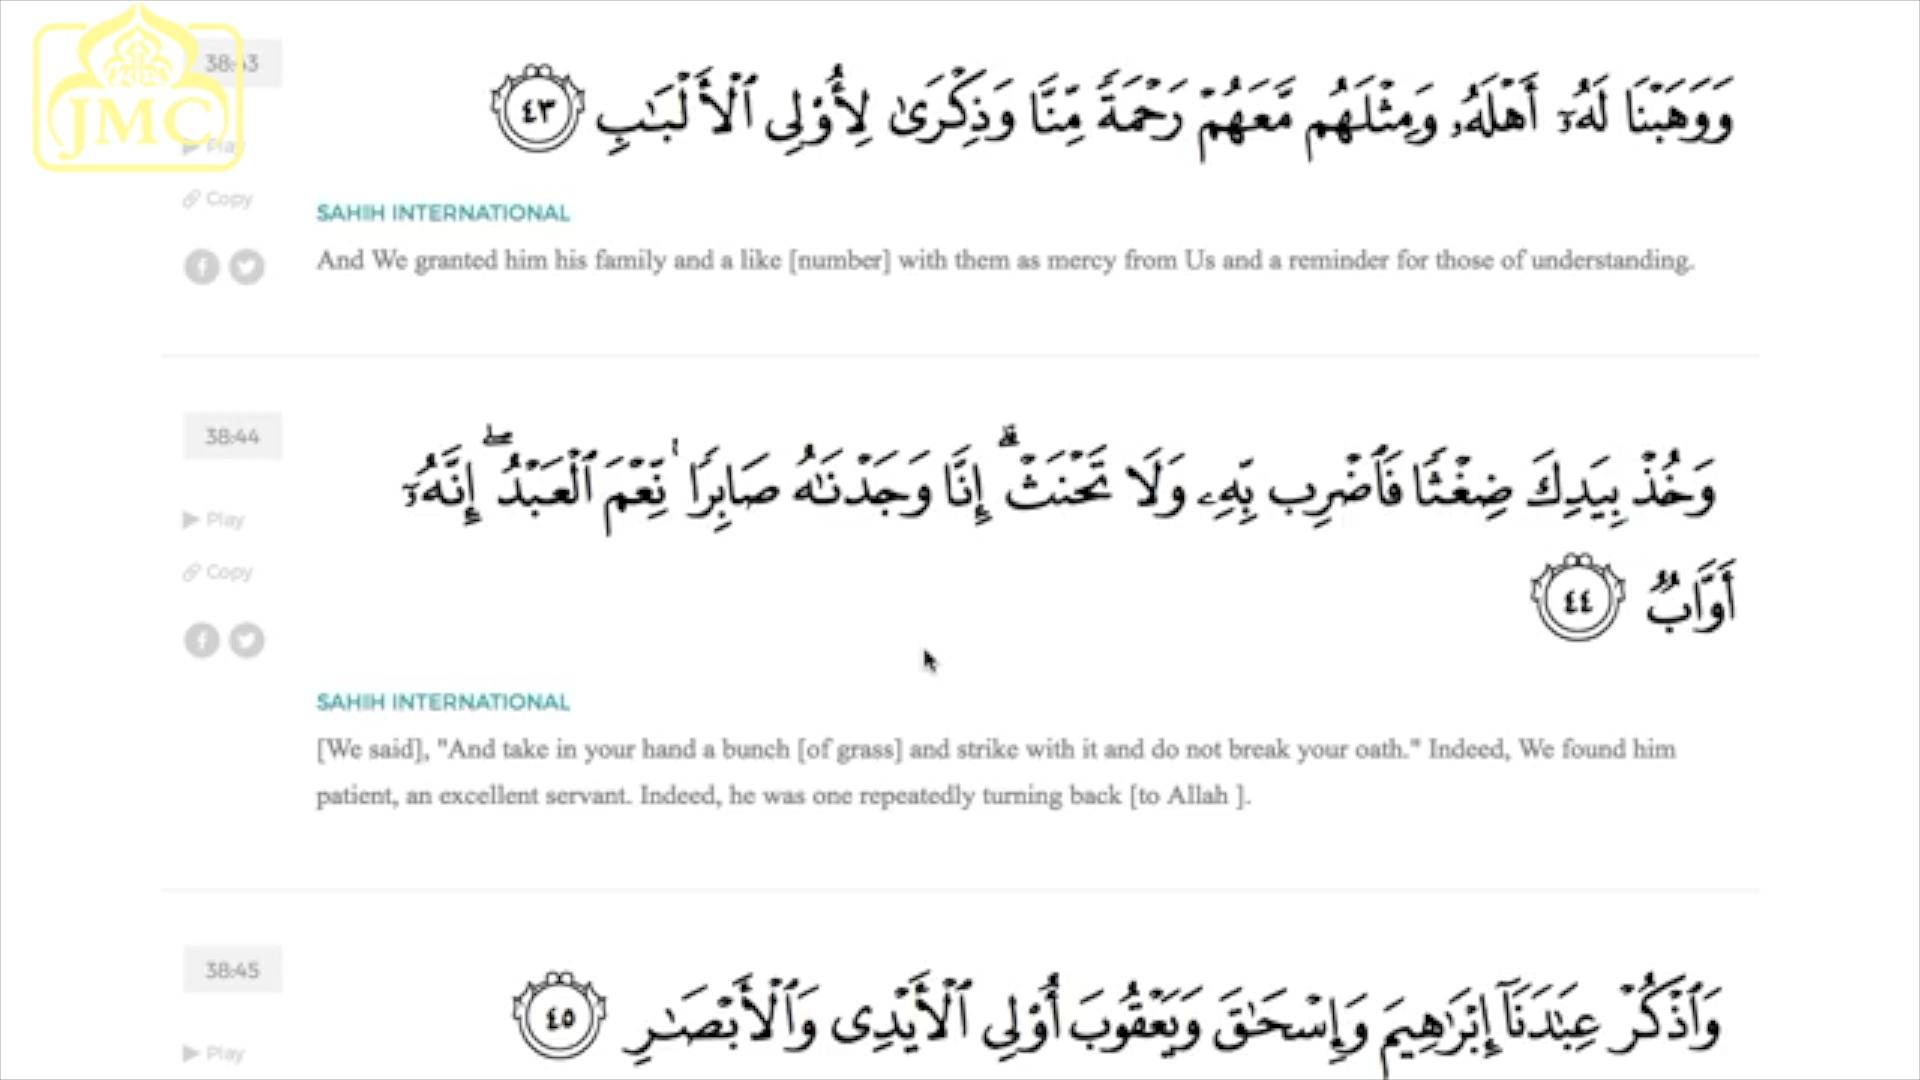 JMC
38:43
وَوَهَبْنَا لَهُۥٓ أَهْلَهُۥ وَمِثْلَهُم مَّعَهُمْ رَحْمَةً مِّنَّا وَذِكْرَىٰ لِأُو۟لِى ٱلْأَلْبَـٰبِ ٤٣
Play
Copy
SAHIH INTERNATIONAL
And We granted him his family and a like [number] with them as mercy from Us and a reminder for those of understanding.
38:44
وَخُذْ بِيَدِكَ ضِغْثًا فَٱضْرِب بِّهِۦ وَلَا تَحْنَثْ ۗ إِنَّا وَجَدْنَـٰهُ صَابِرًا ۚ نِّعْمَ ٱلْعَبْدُ ۖ إِنَّهُۥٓ
أَوَّابٌ ٤٤
Play
Copy
SAHIH INTERNATIONAL
[We said], "And take in your hand a bunch [of grass] and strike with it and do not break your oath." Indeed, We found him
patient, an excellent servant. Indeed, he was one repeatedly turning back [to Allah ].
38:45
وَٱذْكُرْ عِبَـٰدَنَآ إِبْرَٰهِيمَ وَإِسْحَـٰقَ وَيَعْقُوبَ أُو۟لِى ٱلْأَيْدِى وَٱلْأَبْصَـٰرِ ٤٥
Play